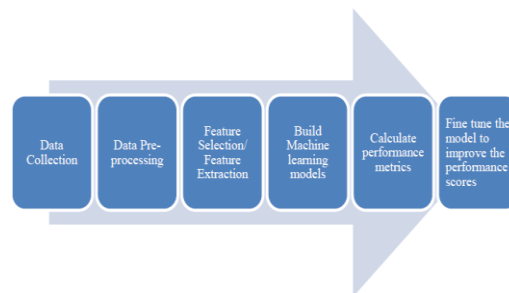 Data
Collection
Data Pre-
processing
Feature
Selection/
Feature
Extraction
Build
Machine
learning
models
Calculate
performance
metrics
Fine tune the
model to
improve the
performance
scores